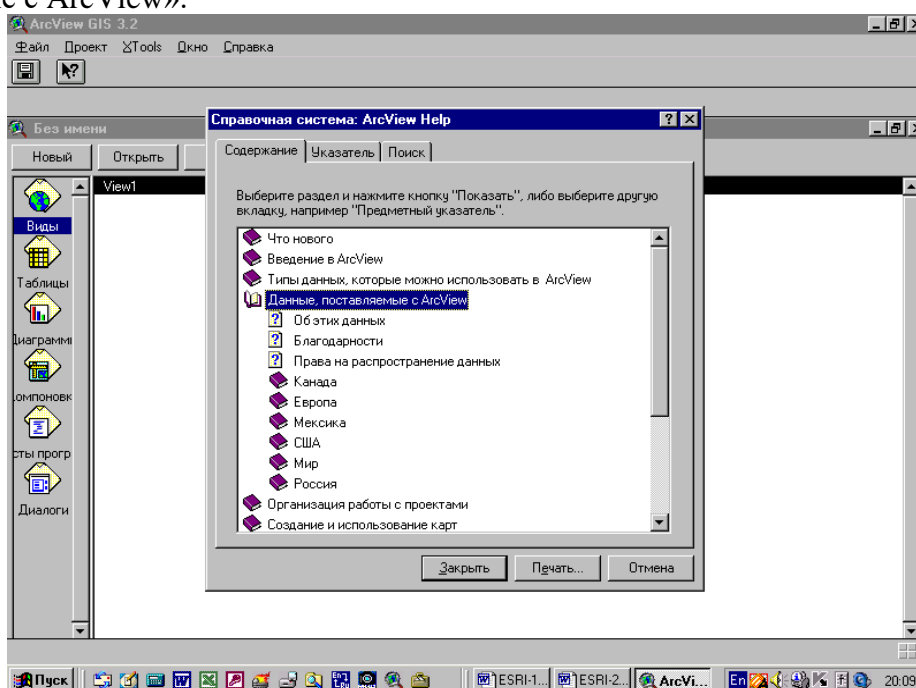 е с ArcView».
ArcView GIS 3.2
Файл Проект XTools Окно Справка
Без имени
Новый Открыть
View1
Виды
Таблицы
Диаграммы
омпоновк
сты прогр
Диалоги
Справочная система: ArcView Help
Содержание Указатель Поиск
Выберите раздел и нажмите кнопку "Показать", либо выберите другую
вкладку, например "Предметный указатель".
Что нового
Введение в ArcView
Типы данных, которые можно использовать в ArcView
Данные, поставляемые с ArcView
Об этих данных
Благодарности
Права на распространение данных
Канада
Европа
Мексика
США
Мир
Россия
Организация работы с проектами
Создание и использование карт
Закрыть Печать... Отмена
Пуск ESRI-1... ESRI-2... ArcVi... En 20:09